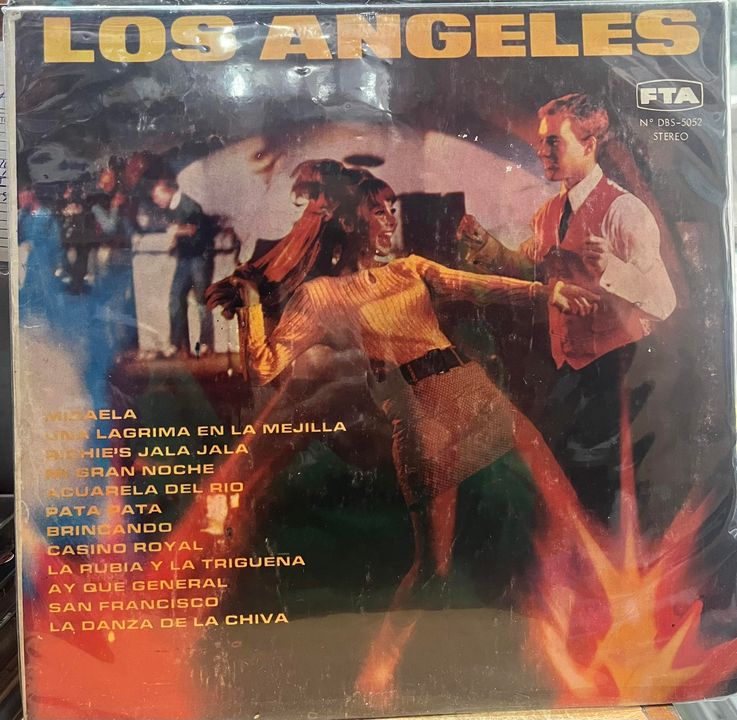 LOS ANGELES
FTA
Nº DBS-5052
STEREO
MICAELA
UNA LAGRIMA EN LA MEJILLA
RICHIE'S JALA JALA
MI GRAN NOCHE
ACUARELA DEL RIO
PATA PATA
BRINCANDO
CASINO ROYAL
LA RUBIA Y LA TRIGUENA
AY QUE GENERAL
SAN FRANCISCO
LA DANZA DE LA CHIVA